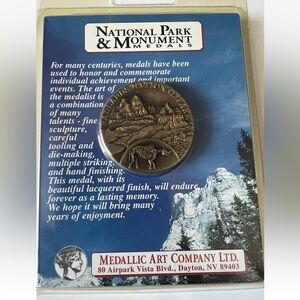 NATIONAL PARK
& MONUMENT
MEDALS
For many centuries, medals have been
used to honor and commemorate
individual achievement and important
events. The art of
the medalist is
a combination
of many
talents - fine
sculpture,
careful
tooling and
die-making,
multiple striking
and hand finishing.
This medal, with its
beautiful lacquered finish, will endure
forever as a lasting memory.
We hope it will bring many
years of enjoyment.
MEDALLIC ART COMPANY LTD.
80 Airpark Vista Blvd., Dayton, NV 89403